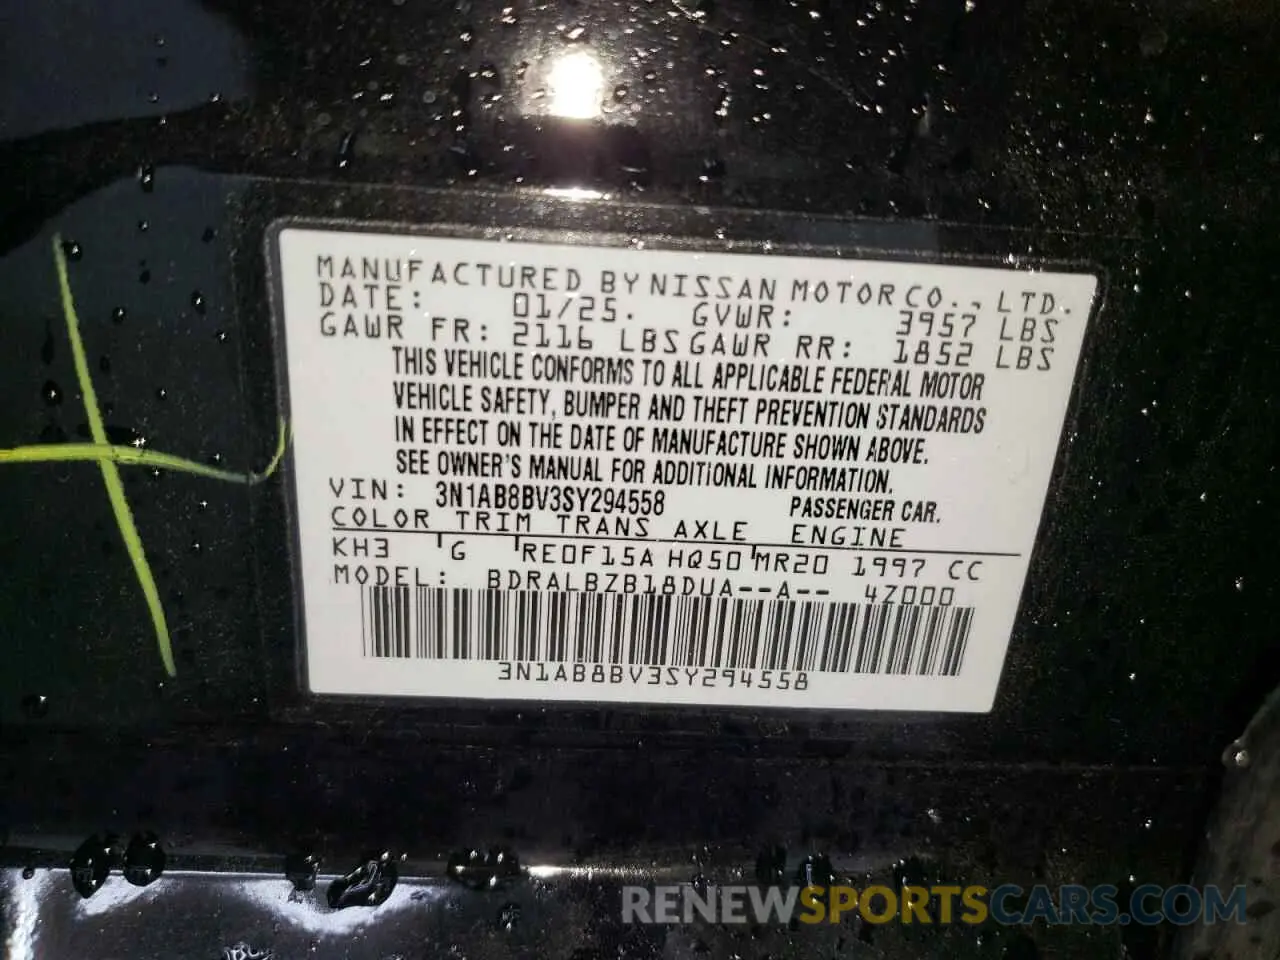 MANUFACTURED BY NISSAN MOTOR CO., LTD.
DATE: 01/25. GVWR: 3957 LBS
GAWR FR: 2116 LBS GAWR RR: 1852 LBS
THIS VEHICLE CONFORMS TO ALL APPLICABLE FEDERAL MOTOR
VEHICLE SAFETY, BUMPER AND THEFT PREVENTION STANDARDS
IN EFFECT ON THE DATE OF MANUFACTURE SHOWN ABOVE.
SEE OWNER'S MANUAL FOR ADDITIONAL INFORMATION.
VIN: 3N1AB8BV3SY294558 PASSENGER CAR.
COLOR TRIM TRANS AXLE ENGINE
KH3 G RE0F15A HQ50 MR20 1997 CC
MODEL: BDRALBZB18DUA--A-- 4Z000
3N1AB8BV3SY294558
RENEWSPORTSCARS.COM